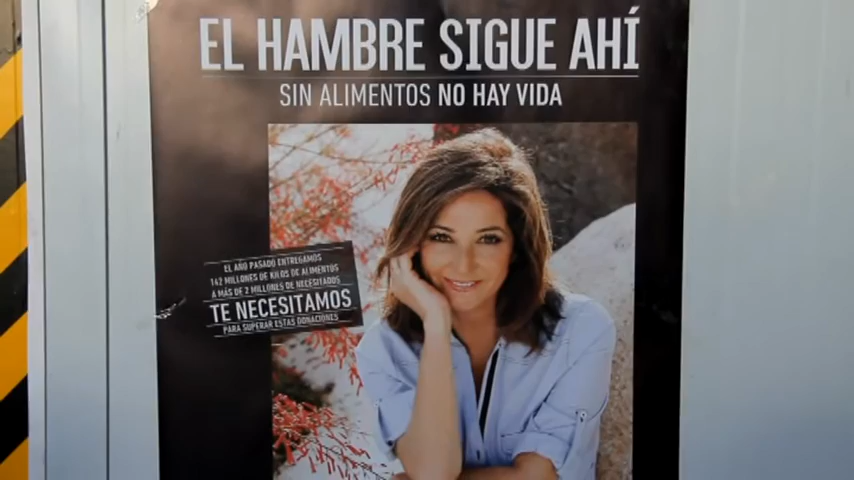 EL HAMBRE SIGUE AHÍ
SIN ALIMENTOS NO HAY VIDA
EL AÑO PASADO ENTREGAMOS
142 MILLONES DE KILOS DE ALIMENTOS
A MÁS DE 2 MILLONES DE NECESITADOS
TE NECESITAMOS
PARA SUPERAR ESTAS DONACIONES